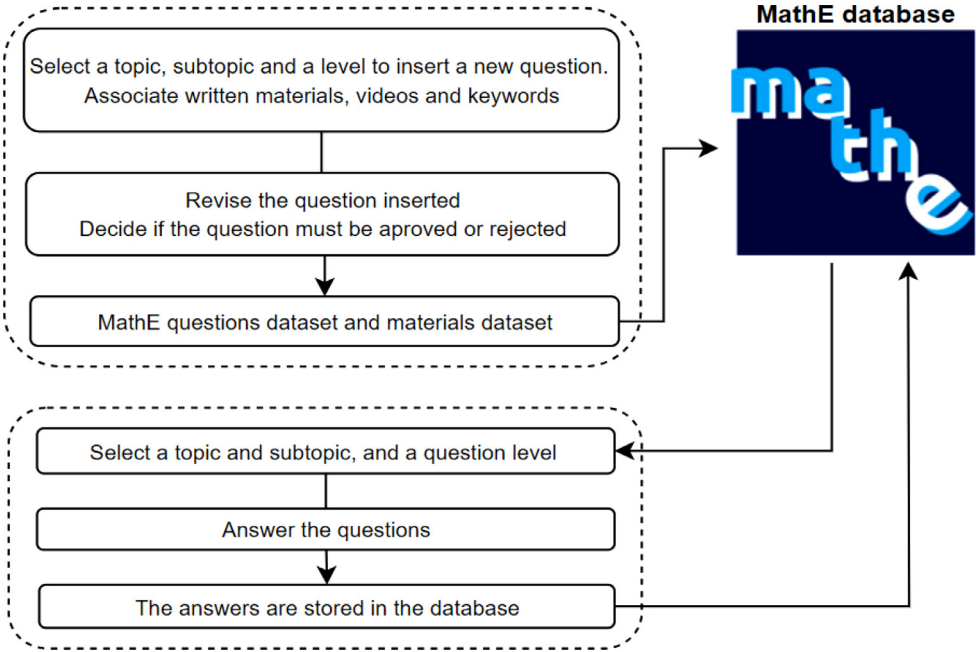 MathE database
Select a topic, subtopic and a level to insert a new question.
Associate written materials, videos and keywords
Revise the question inserted
Decide if the question must be aproved or rejected
MathE questions dataset and materials dataset
ma
th
e
Select a topic and subtopic, and a question level
Answer the questions
The answers are stored in the database